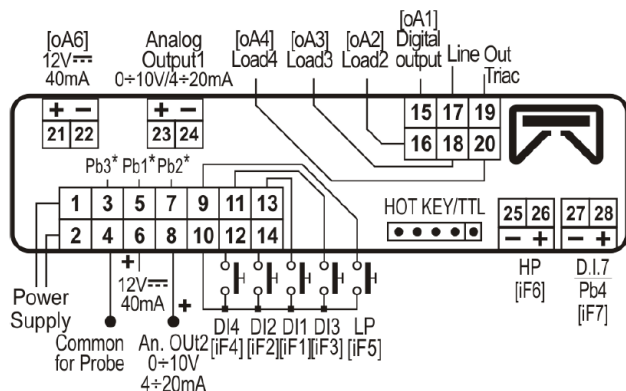 [oA6]
12V⎓
40mA
Analog
Output1
0÷10V/4÷20mA
[oA4]
Load4
[oA3]
Load3
[oA2]
Load2
[oA1]
Digital
output
Line Out
Triac
+ −
21 22
+ −
23 24
15 17 19
16 18 20
Pb3* Pb1* Pb2*
1 3 5 7 9 11 13
2 4 6 8 10 12 14
HOT KEY/TTL
25 26
− +
27 28
− +
HP
[iF6]
D.I.7
Pb4
[iF7]
Power
Supply
+
12V⎓
40mA
+
Common
for Probe
An. OUt2
0÷10V
4÷20mA
DI4
[iF4]
DI2
[iF2]
DI1
[iF1]
DI3
[iF3]
LP
[iF5]